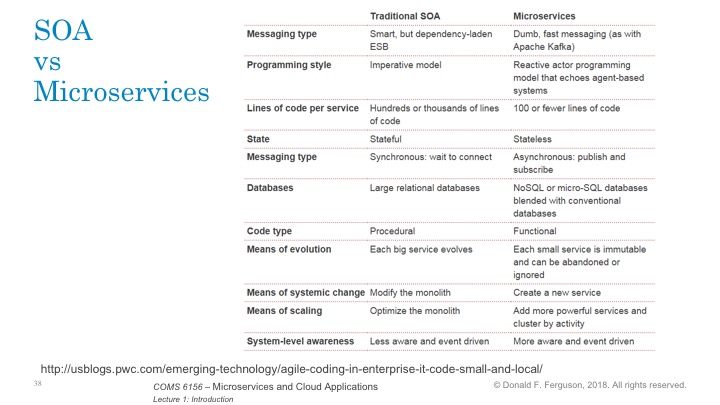 SOA
vs
Microservices
Traditional SOA Microservices
Messaging type Smart, but dependency-laden Dumb, fast messaging (as with
ESB Apache Kafka)
Programming style Imperative model Reactive actor programming
model that echoes agent-based
systems
Lines of code per service Hundreds or thousands of lines 100 or fewer lines of code
of code
State Stateful Stateless
Messaging type Synchronous: wait to connect Asynchronous: publish and
subscribe
Databases Large relational databases NoSQL or micro-SQL databases
blended with conventional
databases
Code type Procedural Functional
Means of evolution Each big service evolves Each small service is immutable
and can be abandoned or
ignored
Means of systemic change Modify the monolith Create a new service
Means of scaling Optimize the monolith Add more powerful services and
cluster by activity
System-level awareness Less aware and event driven More aware and event driven
http://usblogs.pwc.com/emerging-technology/agile-coding-in-enterprise-it-code-small-and-local/
38 COMS 6156 – Microservices and Cloud Applications © Donald F. Ferguson, 2018. All rights reserved.
Lecture 1: Introduction